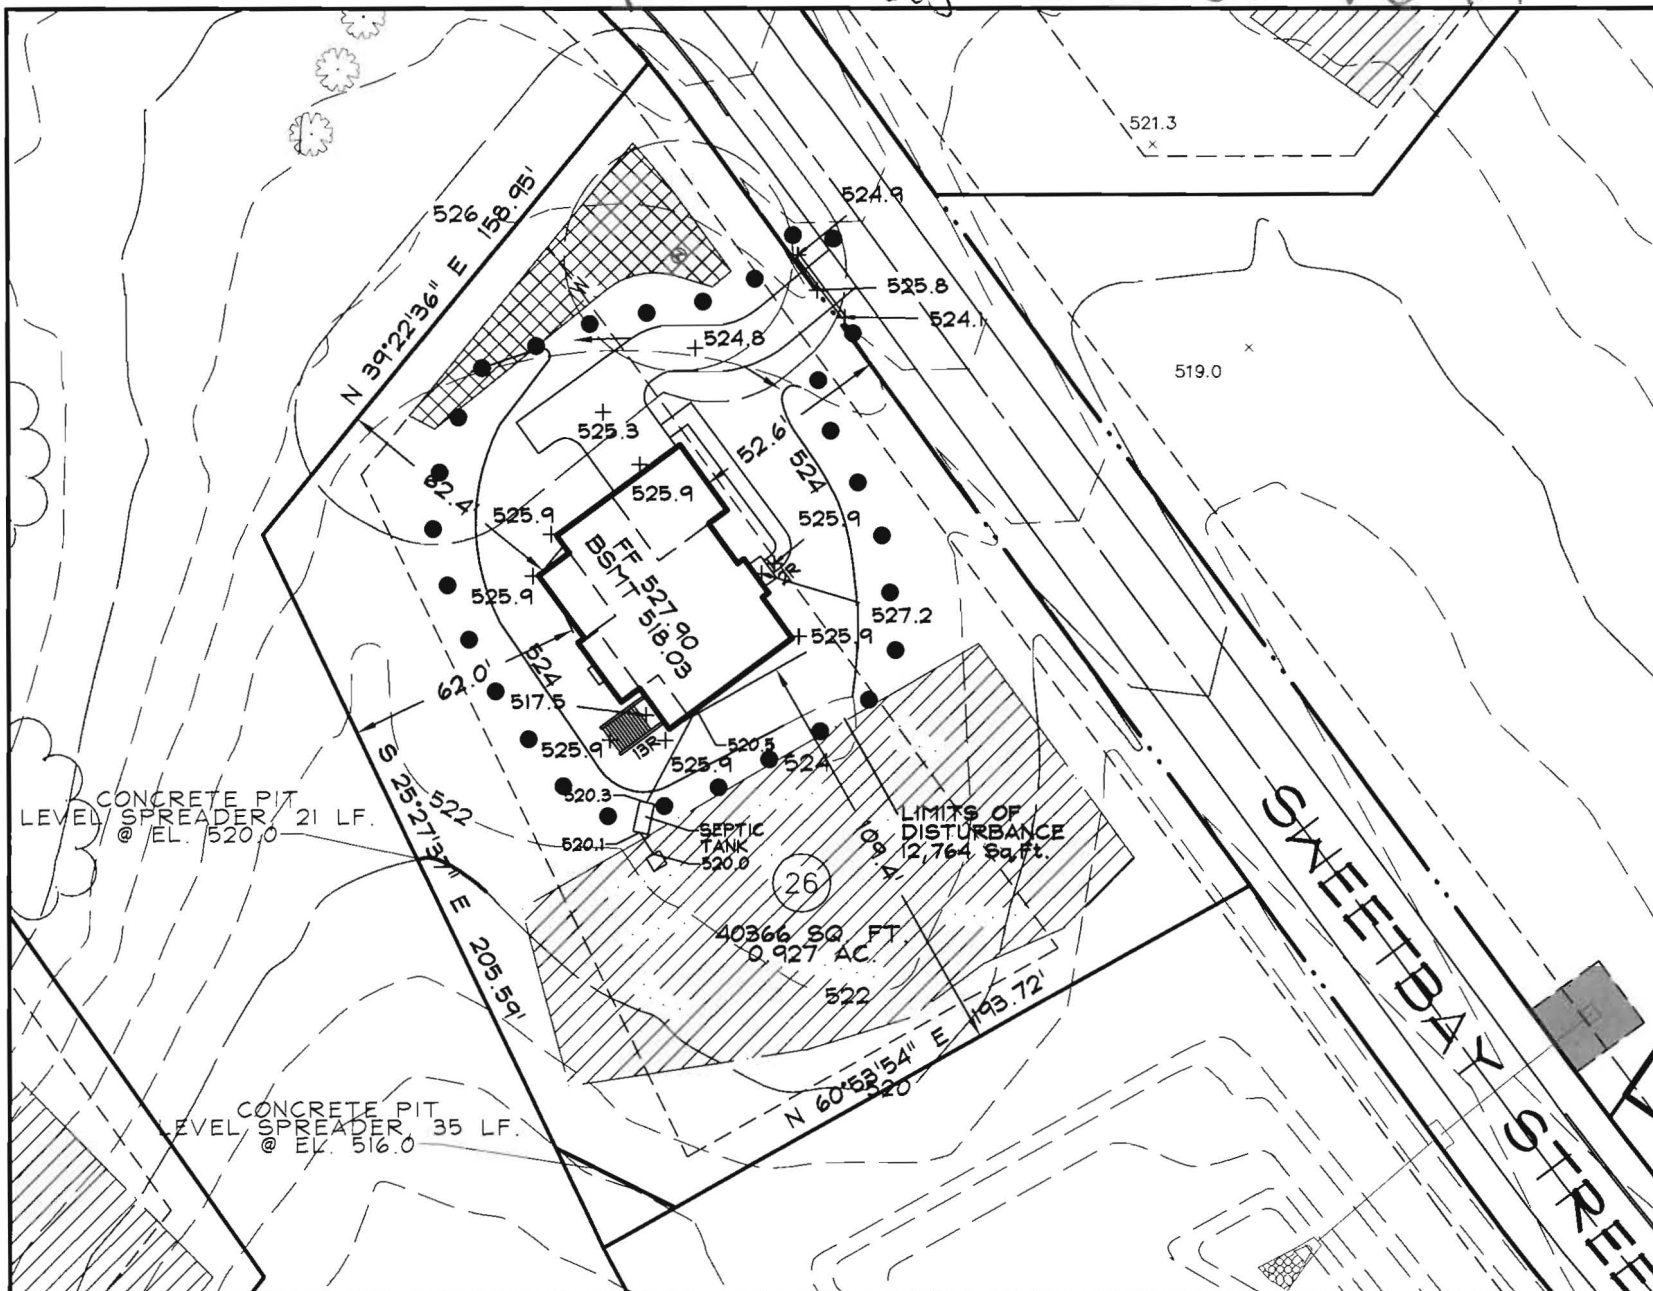 521.3
524.9
526
N 39°22'36" E 158.95'
W
525.8
524.1
524.8
519.0
525.3
52.6'
524
82.4'
525.9
525.9
525.9
525.9
FF 527.90
BSMT 518.03
527.2
525.9
524
62.0'
517.5
525.9
13R
525.9
520.5
524
522
520.3
520.1
SEPTIC
TANK
520.0
CONCRETE PIT
LEVEL SPREADER, 21 LF.
@ EL. 520.0
LIMITS OF
DISTURBANCE
12,764 Sq.Ft.
109.4'
26
40366 SQ. FT.
0.927 AC.
522
S 25°27'37" E 205.59'
N 60°53'54" E 193.72'
520
CONCRETE PIT
LEVEL SPREADER, 35 LF.
@ EL. 516.0
SWEETBAY STREE